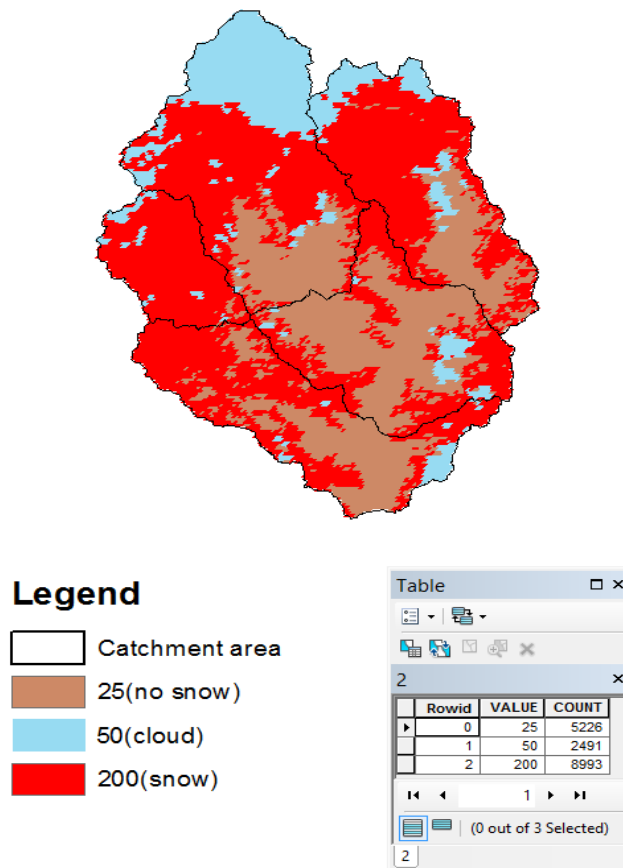 Legend
Catchment area
25(no snow)
50(cloud)
200(snow)
Table
2
Rowid VALUE COUNT
0 25 5226
1 50 2491
2 200 8993
1
(0 out of 3 Selected)
2